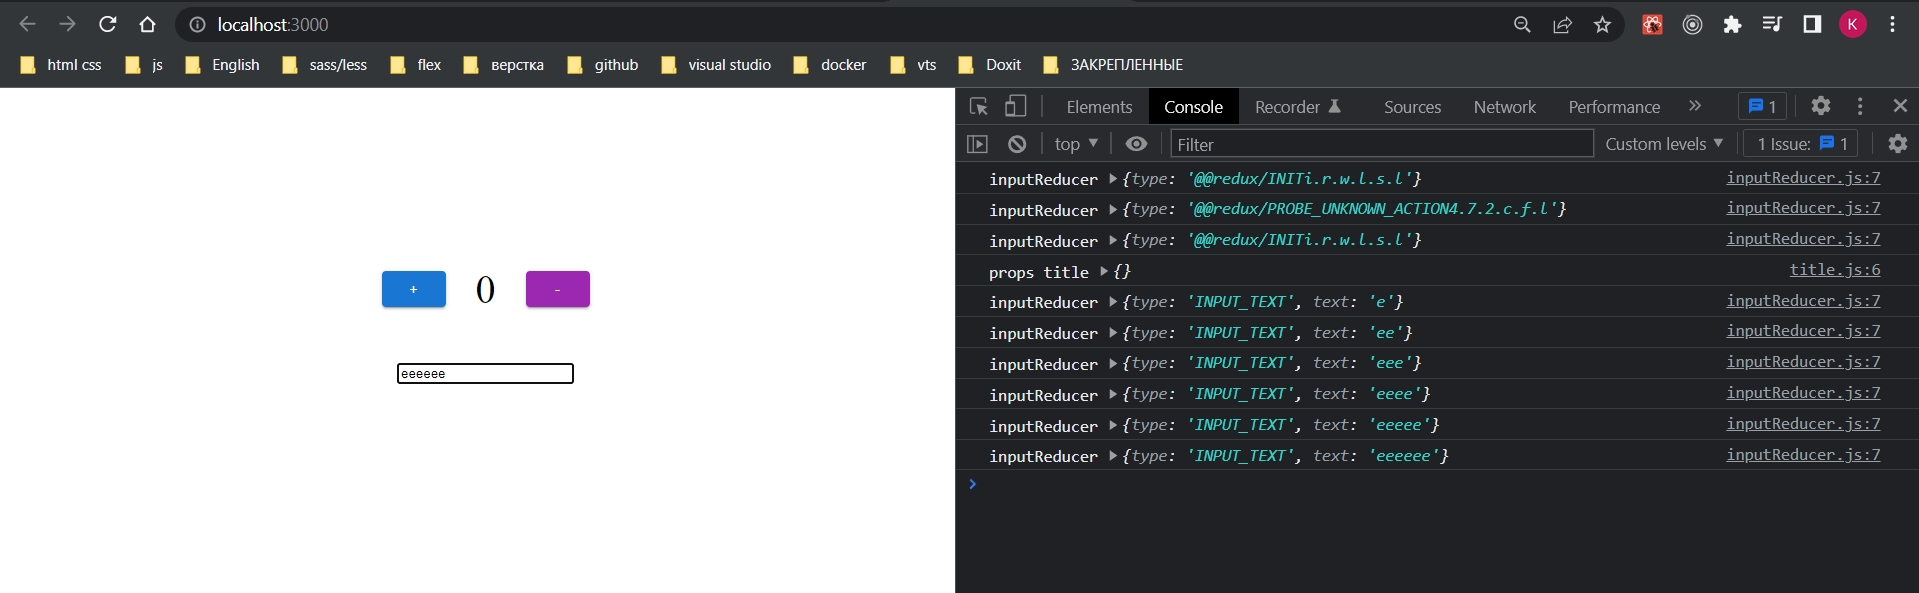 localhost:3000
K
html css js English sass/less flex верстка github visual studio docker vts Doxit ЗАКРЕПЛЕННЫЕ
Elements Console Recorder Sources Network Performance » 1
top Filter Custom levels 1 Issue: 1
inputReducer {type: '@@redux/INITi.r.w.l.s.l'} inputReducer.js:7
inputReducer {type: '@@redux/PROBE_UNKNOWN_ACTION4.7.2.c.f.l'} inputReducer.js:7
inputReducer {type: '@@redux/INITi.r.w.l.s.l'} inputReducer.js:7
props title {} title.js:6
inputReducer {type: 'INPUT_TEXT', text: 'e'} inputReducer.js:7
inputReducer {type: 'INPUT_TEXT', text: 'ee'} inputReducer.js:7
inputReducer {type: 'INPUT_TEXT', text: 'eee'} inputReducer.js:7
inputReducer {type: 'INPUT_TEXT', text: 'eeee'} inputReducer.js:7
inputReducer {type: 'INPUT_TEXT', text: 'eeeee'} inputReducer.js:7
inputReducer {type: 'INPUT_TEXT', text: 'eeeeee'} inputReducer.js:7
+ 0 -
eeeeee